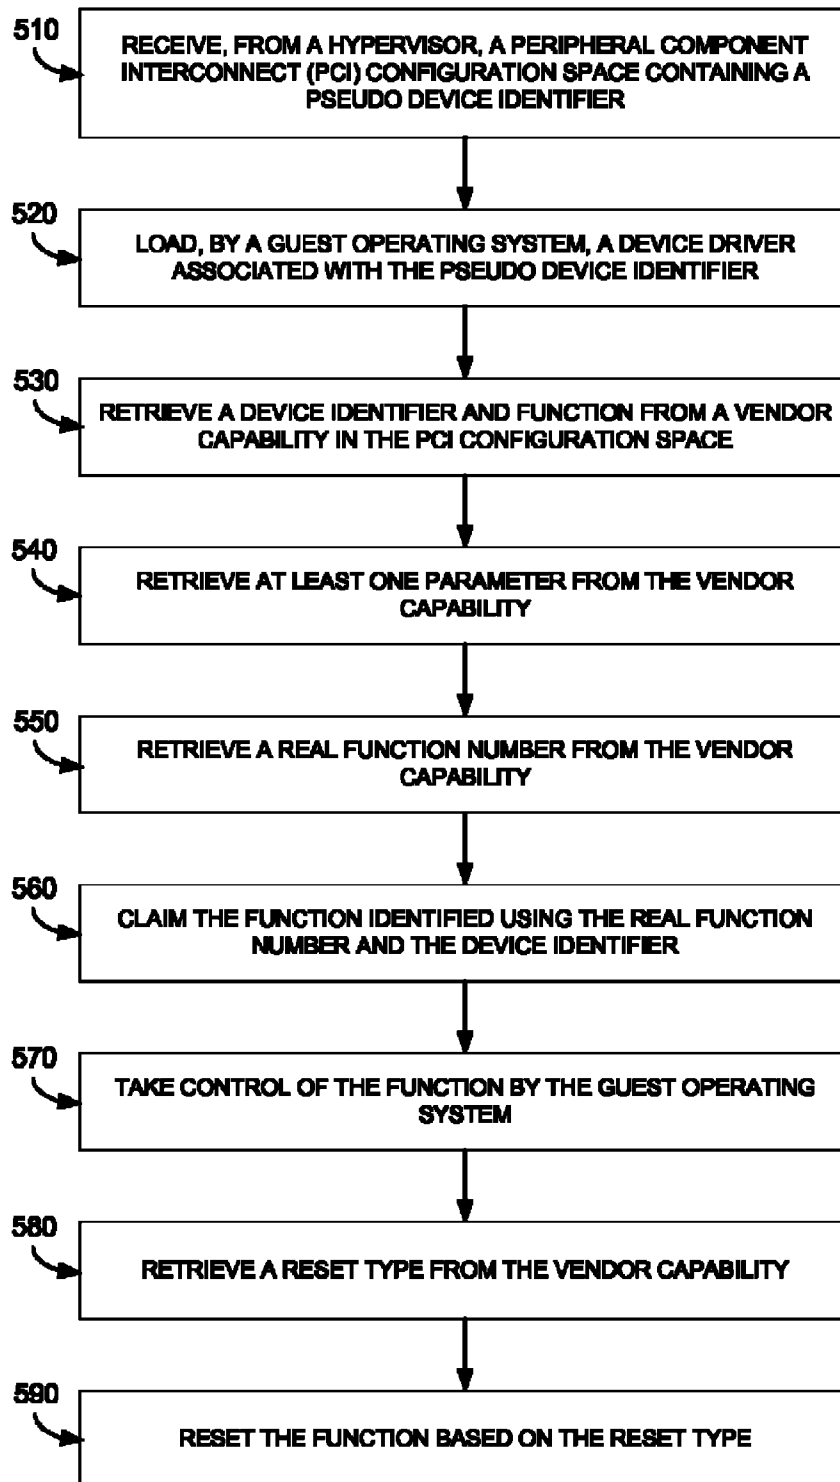 510
RECEIVE, FROM A HYPERVISOR, A PERIPHERAL COMPONENT
INTERCONNECT (PCI) CONFIGURATION SPACE CONTAINING A
PSEUDO DEVICE IDENTIFIER
520
LOAD, BY A GUEST OPERATING SYSTEM, A DEVICE DRIVER
ASSOCIATED WITH THE PSEUDO DEVICE IDENTIFIER
530
RETRIEVE A DEVICE IDENTIFIER AND FUNCTION FROM A VENDOR
CAPABILITY IN THE PCI CONFIGURATION SPACE
540
RETRIEVE AT LEAST ONE PARAMETER FROM THE VENDOR
CAPABILITY
550
RETRIEVE A REAL FUNCTION NUMBER FROM THE VENDOR
CAPABILITY
560
CLAIM THE FUNCTION IDENTIFIED USING THE REAL FUNCTION
NUMBER AND THE DEVICE IDENTIFIER
570
TAKE CONTROL OF THE FUNCTION BY THE GUEST OPERATING
SYSTEM
580
RETRIEVE A RESET TYPE FROM THE VENDOR CAPABILITY
590
RESET THE FUNCTION BASED ON THE RESET TYPE